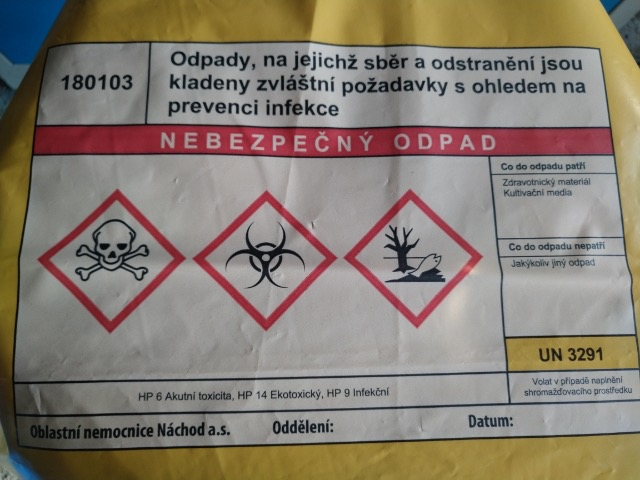 180103
Odpady, na jejichž sběr a odstranění jsou
kladeny zvláštní požadavky s ohledem na
prevenci infekce
NEBEZPEČNÝ ODPAD
Co do odpadu patří
Zdravotnický materiál
Kultivační media
Co do odpadu nepatří
Jakýkoliv jiný odpad
UN 3291
Volat v případě naplnění
shromažďovacího prostředku
HP 6 Akutní toxicita, HP 14 Ekotoxický, HP 9 Infekční
Oblastní nemocnice Náchod a.s. Oddělení: Datum: